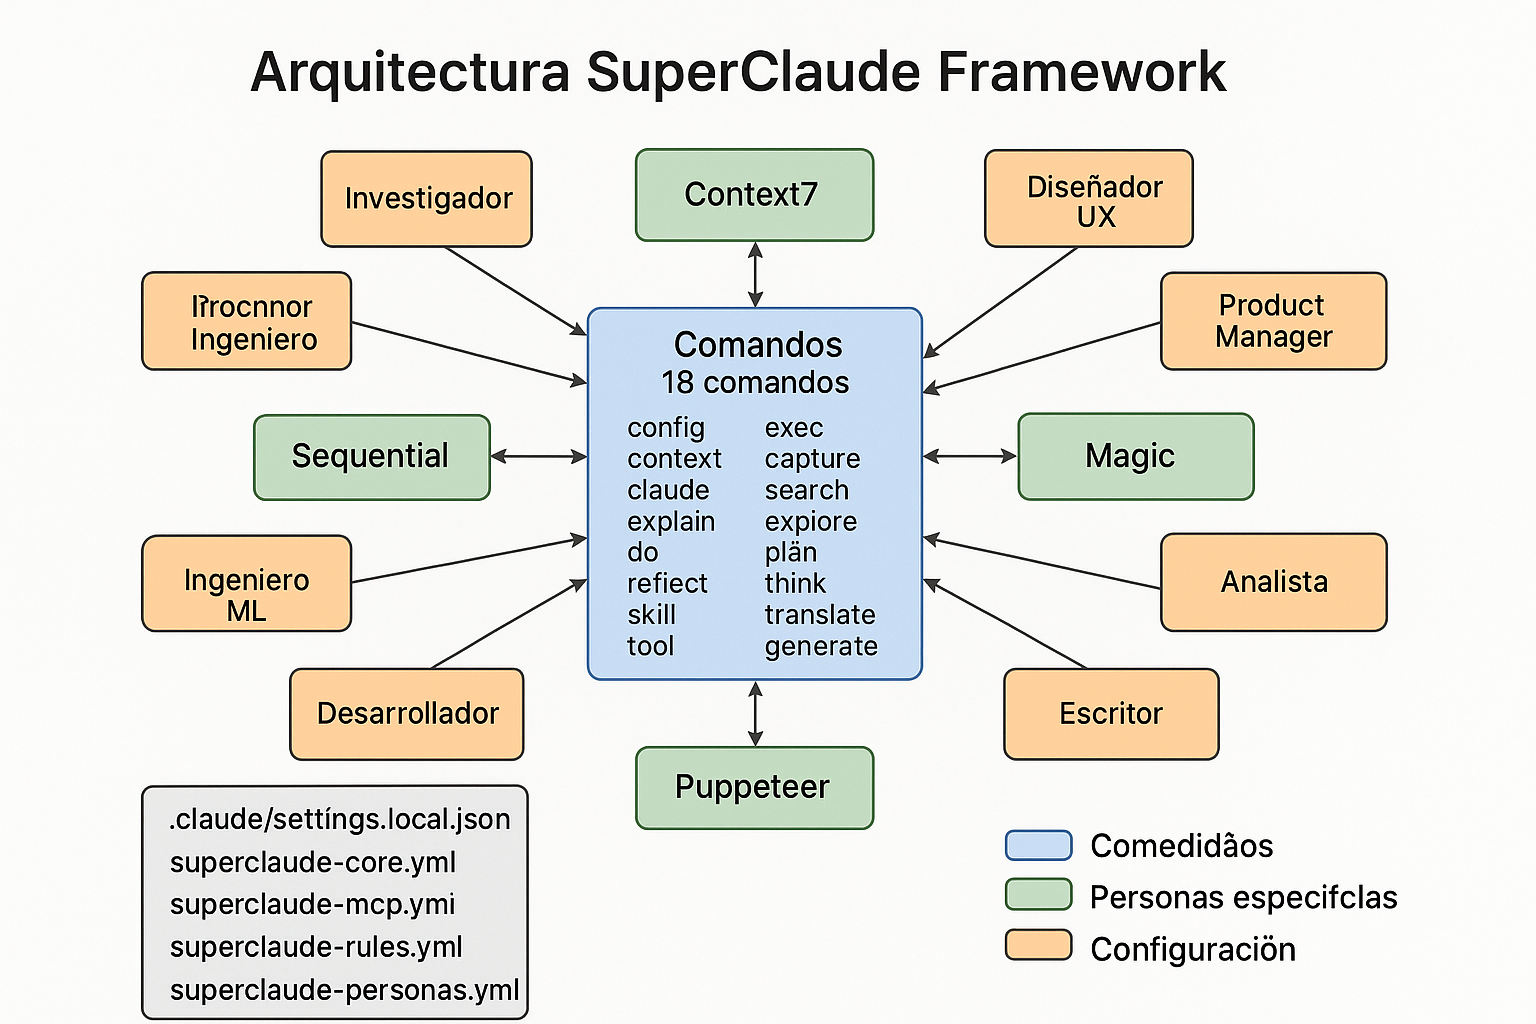 Arquitectura SuperClaude Framework
Investigador
Context7
Diseñador
UX
Ingeniero
Product
Manager
Comandos
18 comandos
config exec
context capture
claude search
explain expiore
do plän
refiect think
skill translate
tool generate
Sequential
Magic
Ingeniero
ML
Analista
Desarrollador
Escritor
Puppeteer
.claude/settíngs.local.json
superclaude-core.yml
superclaude-mcp.ymi
superclaude-rules.yml
superclaude-personas.yml
Comedidãos
Personas especifclas
Configuraciön